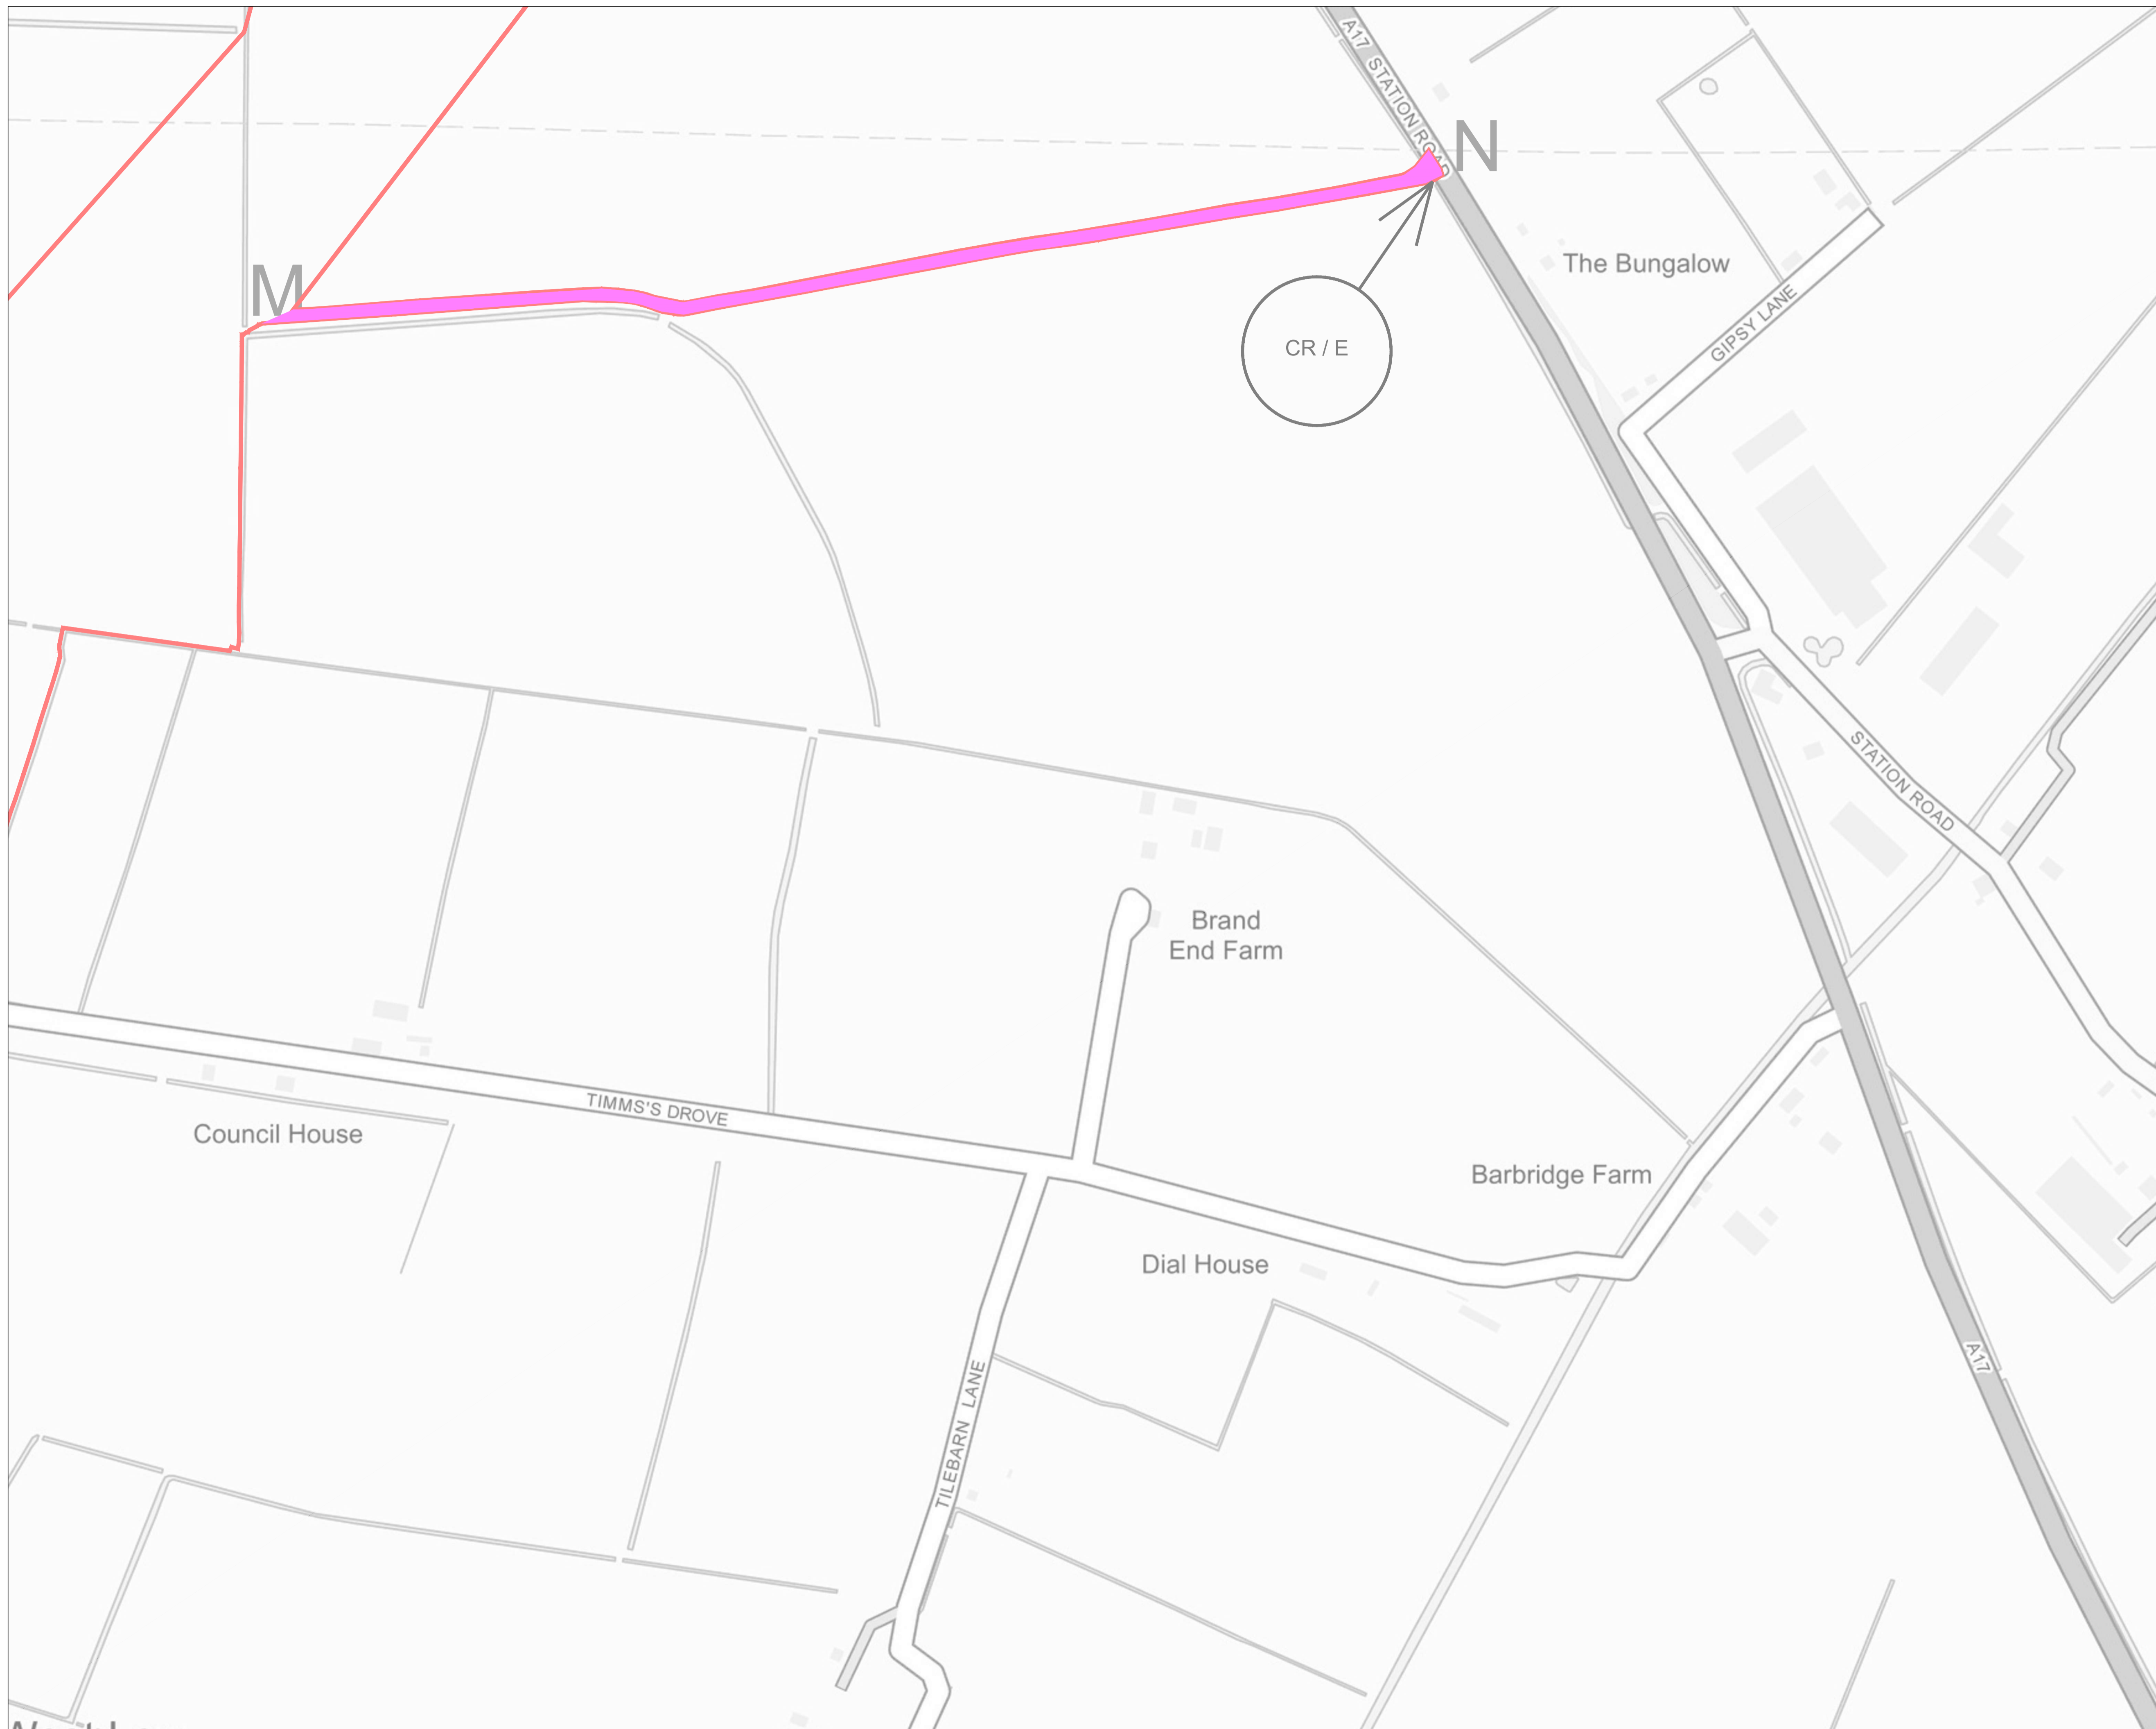 A17 STATION ROAD
N
M
The Bungalow
CR / E
GIPSY LANE
STATION ROAD
Brand
End Farm
TIMMS'S DROVE
Council House
Barbridge Farm
Dial House
A17
TILEBARN LANE